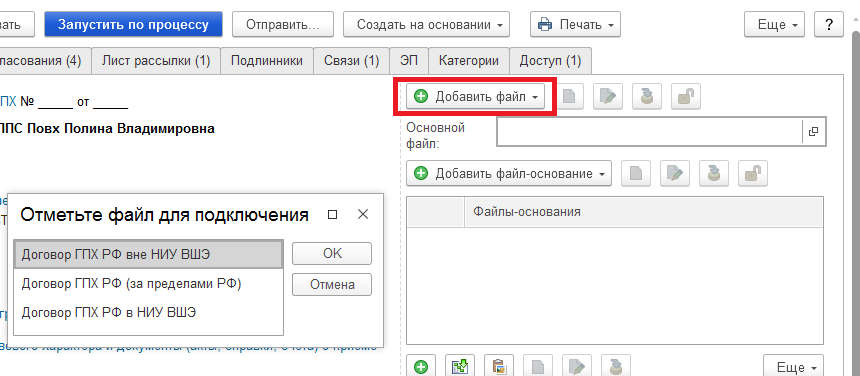 Запустить по процессу
Отправить...
Создать на основании
Печать
Еще
?
ласования (4)
Лист рассылки (1)
Подлинники
Связи (1)
ЭП
Категории
Доступ (1)
ПХ № _____ от _____
ППС Повх Полина Владимировна
Добавить файл
Основной
файл:
Добавить файл-основание
Файлы-основания
Отметьте файл для подключения
Договор ГПХ РФ вне НИУ ВШЭ
Договор ГПХ РФ (за пределами РФ)
Договор ГПХ РФ в НИУ ВШЭ
OK
Отмена
Еще